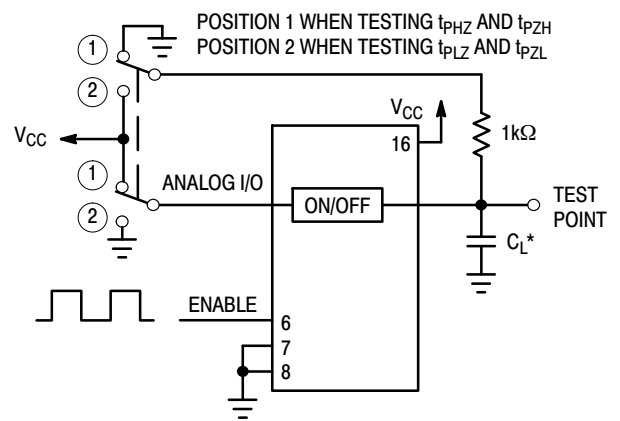 POSITION 1 WHEN TESTING tPHZ AND tPZH
POSITION 2 WHEN TESTING tPLZ AND tPZL
1
2
VCC
VCC
16
1kΩ
1
ANALOG I/O
ON/OFF
TEST
POINT
2
CL*
ENABLE
6
7
8